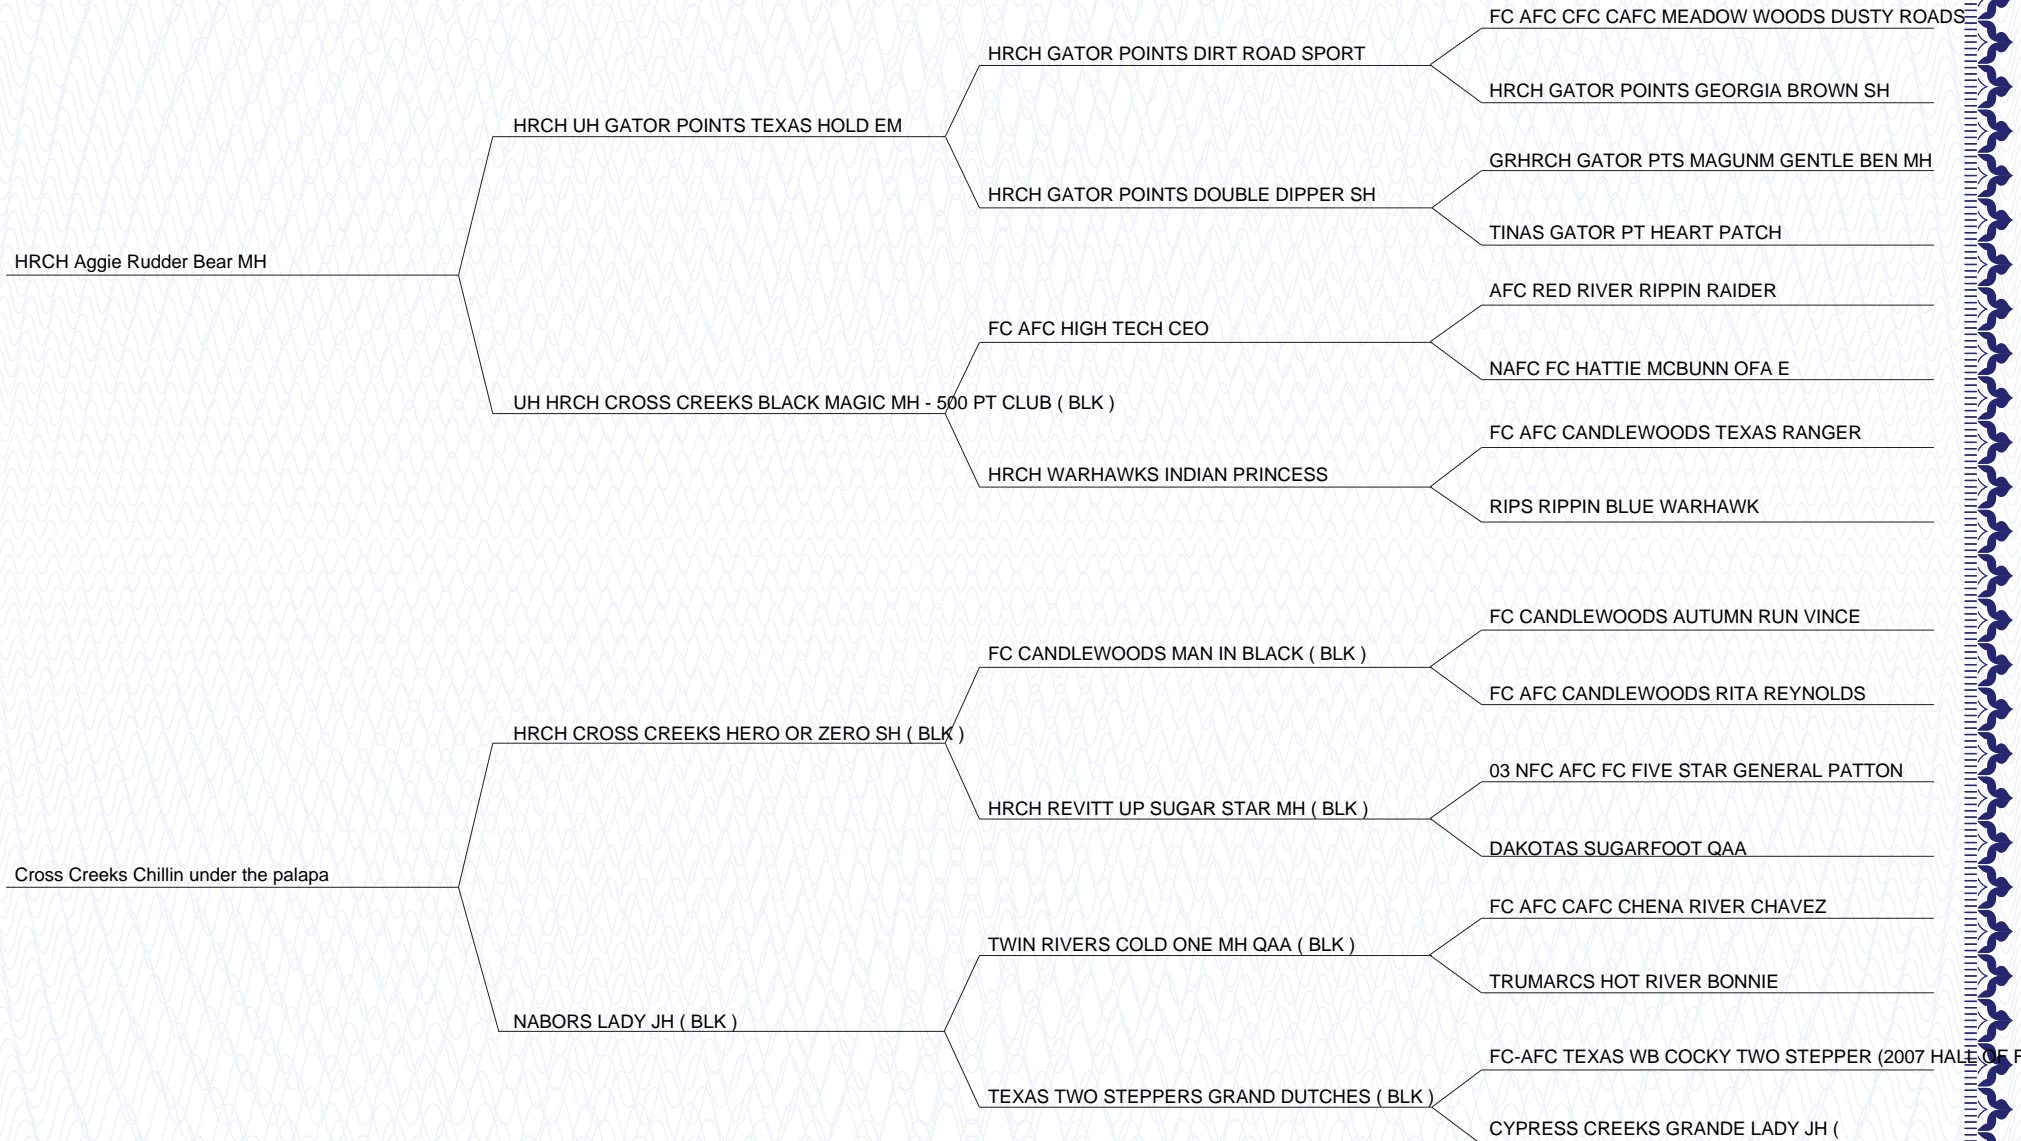 FC AFC CFC CAFC MEADOW WOODS DUSTY ROADS
HRCH GATOR POINTS DIRT ROAD SPORT
HRCH GATOR POINTS GEORGIA BROWN SH
HRCH UH GATOR POINTS TEXAS HOLD EM
GRHRCH GATOR PTS MAGUNM GENTLE BEN MH
HRCH GATOR POINTS DOUBLE DIPPER SH
TINAS GATOR PT HEART PATCH
HRCH Aggie Rudder Bear MH
AFC RED RIVER RIPPIN RAIDER
FC AFC HIGH TECH CEO
NAFC FC HATTIE MCBUNN OFA E
UH HRCH CROSS CREEKS BLACK MAGIC MH - 500 PT CLUB ( BLK )
FC AFC CANDLEWOODS TEXAS RANGER
HRCH WARHAWKS INDIAN PRINCESS
RIPS RIPPIN BLUE WARHAWK
FC CANDLEWOODS AUTUMN RUN VINCE
FC CANDLEWOODS MAN IN BLACK ( BLK )
FC AFC CANDLEWOODS RITA REYNOLDS
HRCH CROSS CREEKS HERO OR ZERO SH ( BLK )
03 NFC AFC FC FIVE STAR GENERAL PATTON
HRCH REVITT UP SUGAR STAR MH ( BLK )
DAKOTAS SUGARFOOT QAA
Cross Creeks Chillin under the palapa
FC AFC CAFC CHENA RIVER CHAVEZ
TWIN RIVERS COLD ONE MH QAA ( BLK )
TRUMARCS HOT RIVER BONNIE
NABORS LADY JH ( BLK )
FC-AFC TEXAS WB COCKY TWO STEPPER (2007 HALL OF F
TEXAS TWO STEPPERS GRAND DUTCHES ( BLK )
CYPRESS CREEKS GRANDE LADY JH (